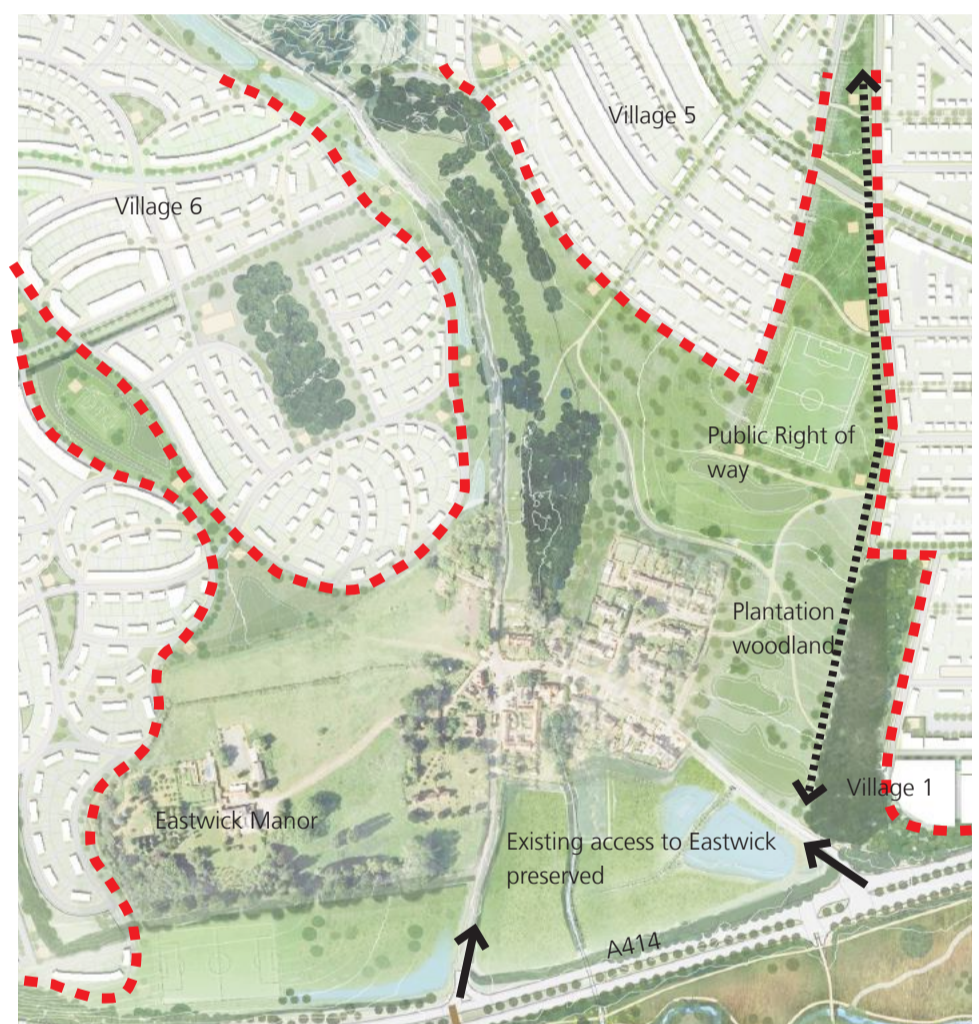 Village 5
Village 6
Public Right of
way
Plantation
woodland
Village 1
Eastwick Manor
Existing access to Eastwick
preserved
A414